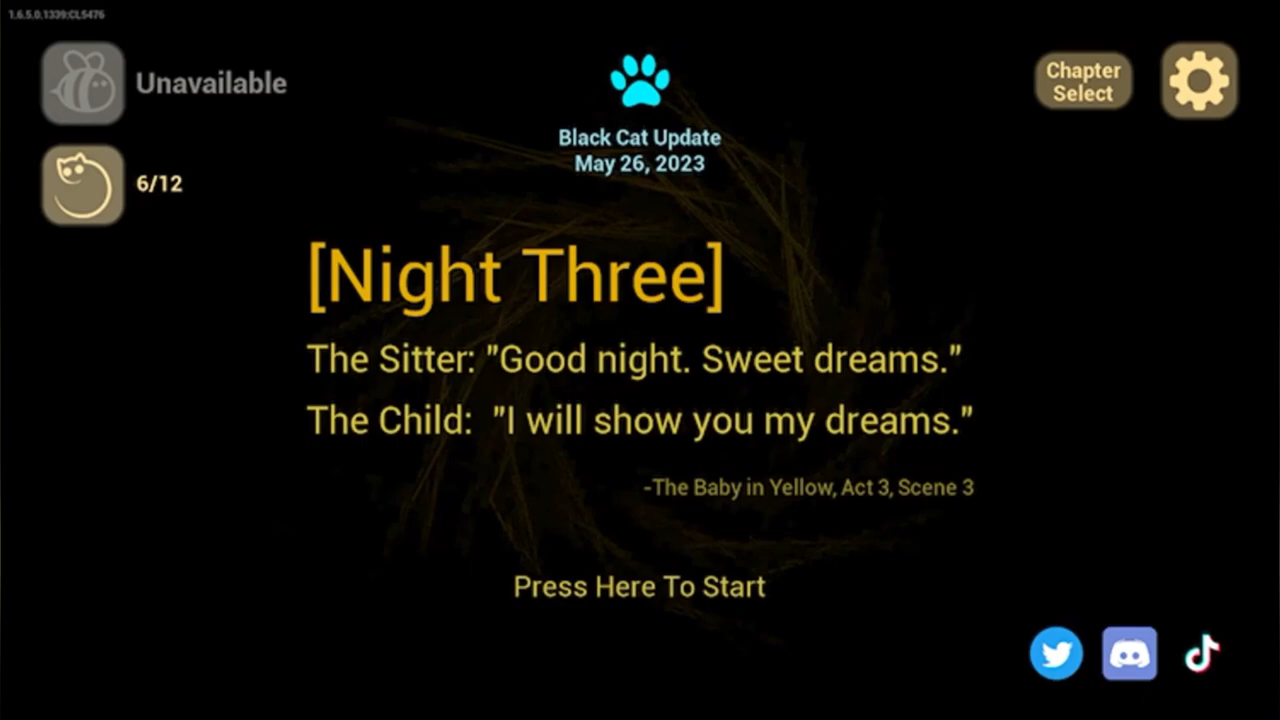 1.6.5.0.1339:CL5476
Unavailable
Chapter
Select
Black Cat Update
May 26, 2023
6/12
[Night Three]
The Sitter: "Good night. Sweet dreams."
The Child: "I will show you my dreams."
-The Baby in Yellow, Act 3, Scene 3
Press Here To Start